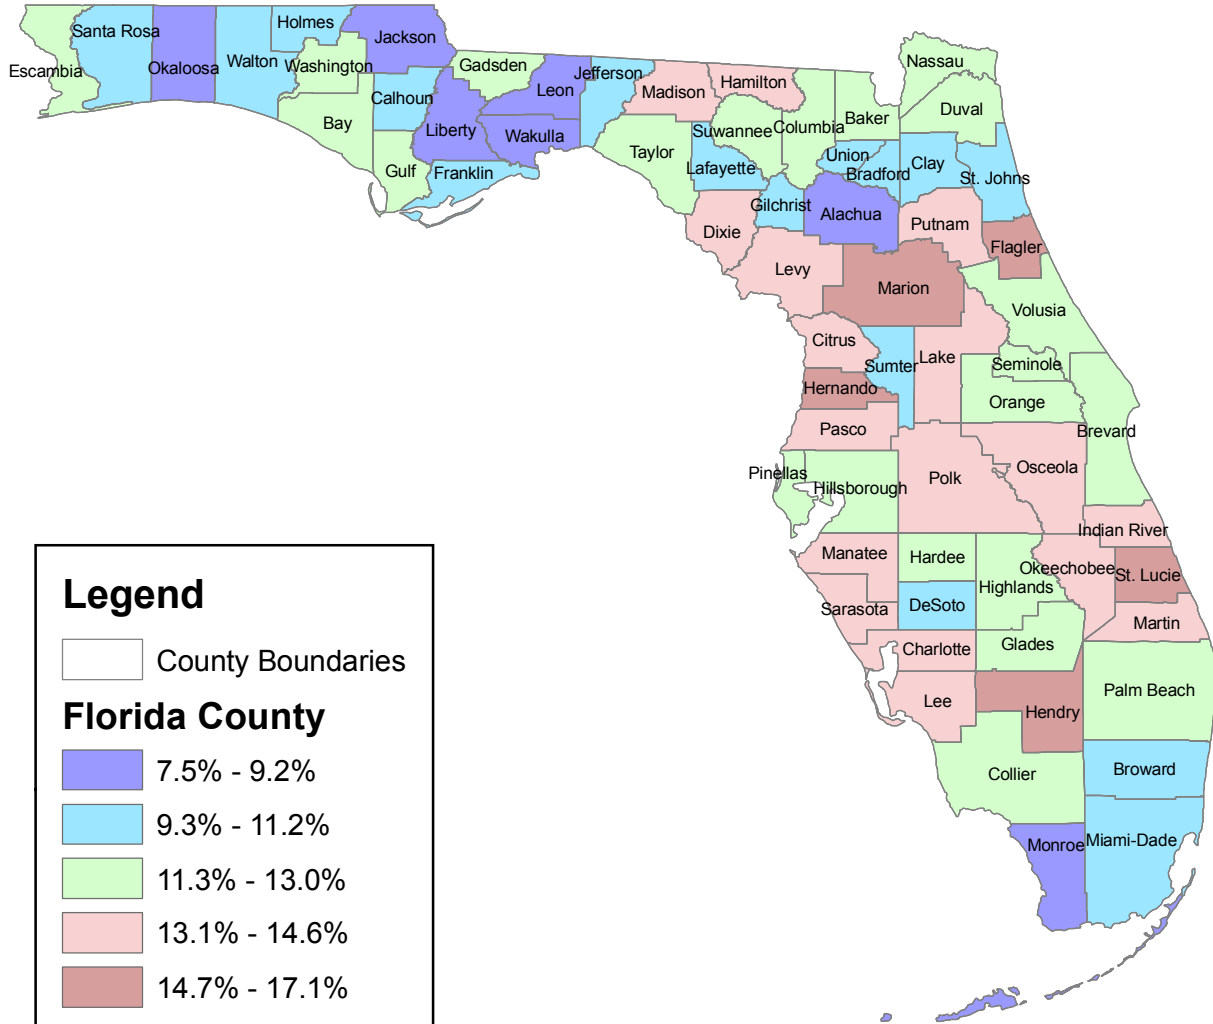 Holmes
Santa Rosa
Jackson
Walton
Washington
Okaloosa
Escambia
Gadsden
Jefferson
Leon
Calhoun
Bay
Liberty
Wakulla
Gulf
Franklin
Madison
Hamilton
Nassau
Duval
Baker
Suwannee
Columbia
Taylor
Lafayette
Union
Bradford
Clay
St. Johns
Gilchrist
Alachua
Dixie
Putnam
Flagler
Levy
Marion
Volusia
Citrus
Sumter
Lake
Seminole
Hernando
Orange
Pasco
Brevard
Pinellas
Hillsborough
Polk
Osceola
Indian River
Manatee
Hardee
Okeechobee
St. Lucie
Highlands
Sarasota
DeSoto
Martin
Charlotte
Glades
Lee
Hendry
Palm Beach
Collier
Broward
Monroe
Miami-Dade
Legend
County Boundaries
Florida County
7.5% - 9.2%
9.3% - 11.2%
11.3% - 13.0%
13.1% - 14.6%
14.7% - 17.1%